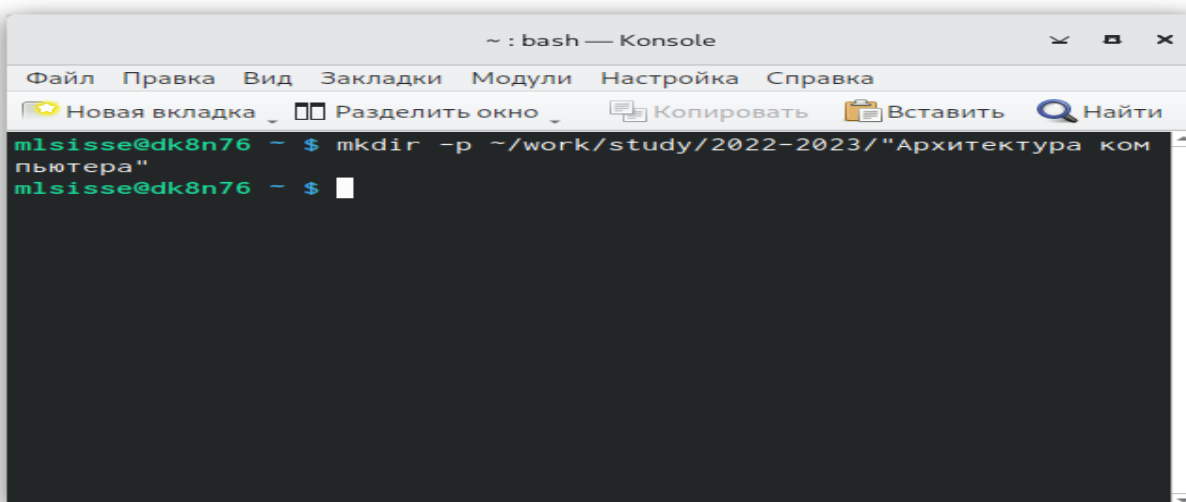 ~ : bash — Konsole
Файл Правка Вид Закладки Модули Настройка Справка
Новая вкладка Разделить окно Копировать Вставить Найти
mlsisse@dk8n76 ~ $ mkdir -p ~/work/study/2022-2023/"Архитектура ком
пьютера"
mlsisse@dk8n76 ~ $